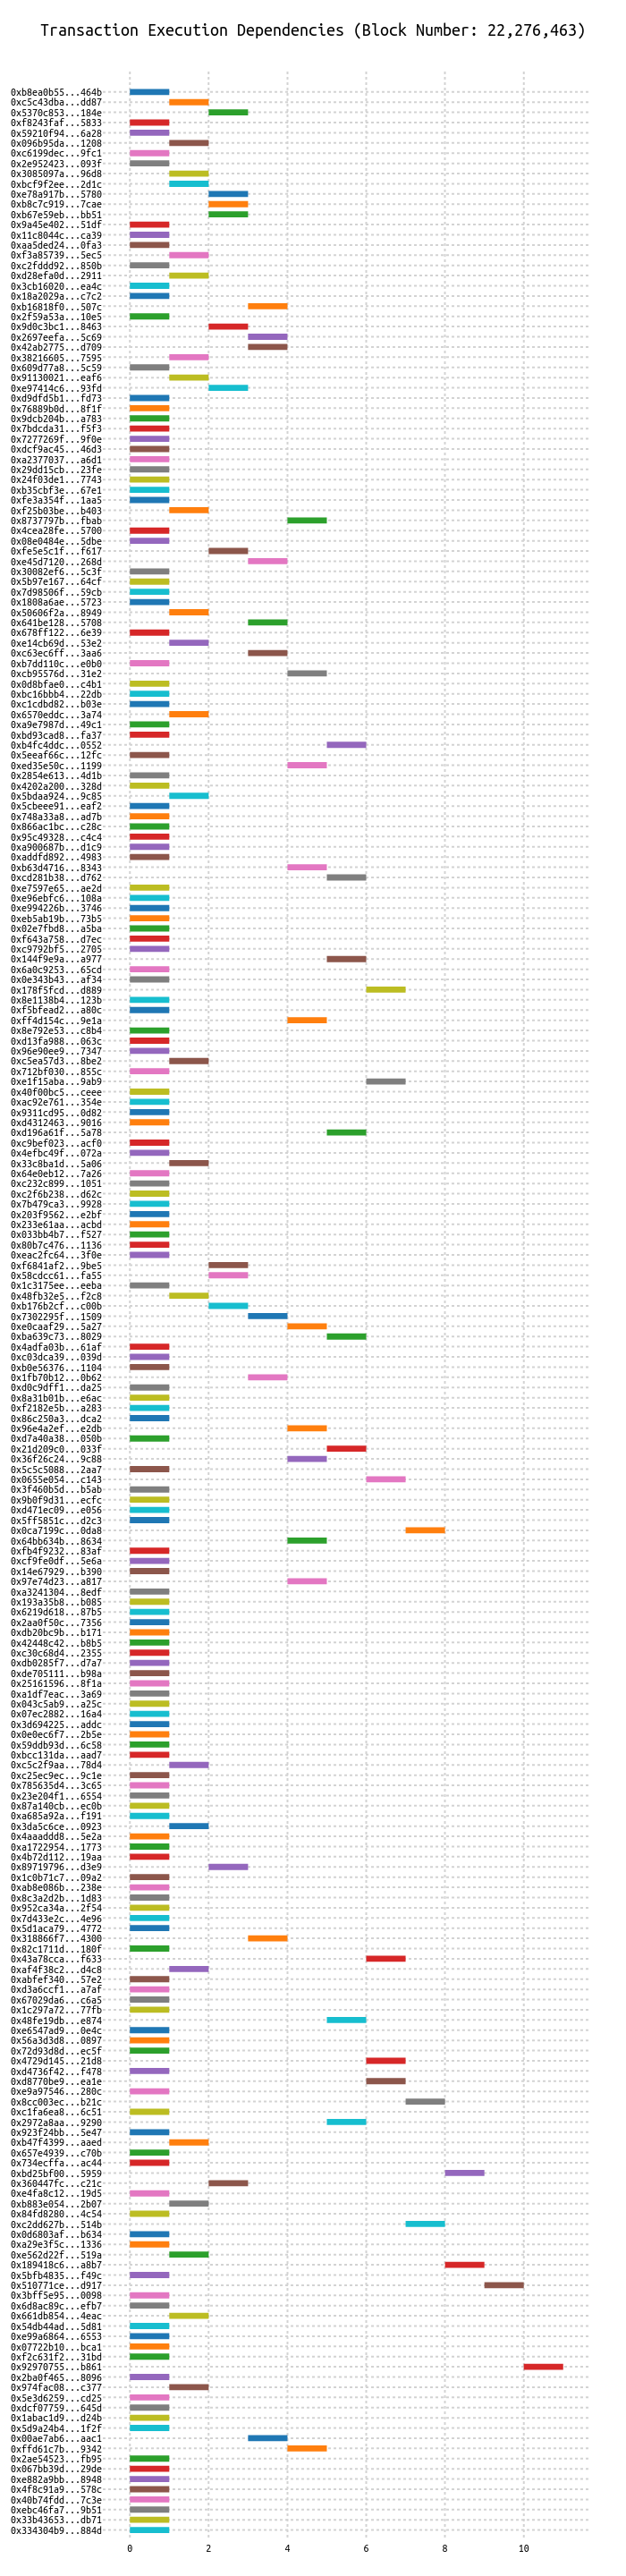 Transaction Execution Dependencies (Block Number: 22,276,463)
0xb8ea0b55...464b
0xc5c43dba...dd87
0x5370c853...184e
0xf8243faf...5833
0x59210f94...6a28
0x096b95da...1208
0xc6199dec...9fc1
0x2e952423...093f
0x3085097a...96d8
0xbcf9f2ee...2d1c
0xe78a917b...5780
0xb8c7c919...7cae
0xb67e59eb...bb51
0x9a45e402...51df
0x11c8044c...ca39
0xaa5ded24...0fa3
0xf3a85739...5ec5
0xc2fddd92...850b
0xd28efa0d...2911
0x3cb16020...ea4c
0x18a2029a...c7c2
0xb16818f0...507c
0x2f59a53a...10e5
0x9d0c3bc1...8463
0x2697eefa...5c69
0x42ab2775...d709
0x38216605...7595
0x609d77a8...5c59
0x91130021...eaf6
0xe97414c6...93fd
0xd9dfd5b1...fd73
0x76889b0d...8f1f
0x9dcb204b...a783
0x7bdcda31...f5f3
0x7277269f...9f0e
0xdcf9ac45...46d3
0xa2377037...a6d1
0x29dd15cb...23fe
0x24f03de1...7743
0xb35cbf3e...67e1
0xfe3a354f...1aa5
0xf25b03be...b403
0x8737797b...fbab
0x4cea28fe...5700
0x08e0484e...5dbe
0xfe5e5c1f...f617
0xe45d7120...268d
0x30082ef6...5c3f
0x5b97e167...64cf
0x7d98506f...59cb
0x1808a6ae...5723
0x50606f2a...8949
0x641be128...5708
0x678ff122...6e39
0xe14cb69d...53e2
0xc63ec6ff...3aa6
0xb7dd110c...e0b0
0xcb95576d...31e2
0x0d8bfae0...c4b1
0xbc16bbb4...22db
0xc1cdbd82...b03e
0x6570eddc...3a74
0xa9e7987d...49c1
0xbd93cad8...fa37
0xb4fc4ddc...0552
0x5eeaf66c...12fc
0xed35e50c...1199
0x2854e613...4d1b
0x4202a200...328d
0x5bdaa924...9c85
0x5cbeee91...eaf2
0x748a33a8...ad7b
0x866ac1bc...c28c
0x95c49328...c4c4
0xa900687b...d1c9
0xaddfd892...4983
0xb63d4716...8343
0xcd281b38...d762
0xe7597e65...ae2d
0xe96ebfc6...108a
0xe994226b...3746
0xeb5ab19b...73b5
0x02e7fbd8...a5ba
0xf643a758...d7ec
0xc9792bf5...2705
0x144f9e9a...a977
0x6a0c9253...65cd
0x0e343b43...af34
0x178f5fcd...d889
0x8e1138b4...123b
0xf5bfead2...a80c
0xff4d154c...9e1a
0x8e792e53...c8b4
0xd13fa988...063c
0x96e90ee9...7347
0xc5ea57d3...8be2
0x712bf030...855c
0xe1f15aba...9ab9
0x40f00bc5...ceee
0xac92e761...354e
0x9311cd95...0d82
0xd4312463...9016
0xd196a61f...5a78
0xc9bef023...acf0
0x4efbc49f...072a
0x33c8ba1d...5a06
0x64e0eb12...7a26
0xc232c899...1051
0xc2f6b238...d62c
0x7b479ca3...9928
0x203f9562...e2bf
0x233e61aa...acbd
0x033bb4b7...f527
0x80b7c476...1136
0xeac2fc64...3f0e
0xf6841af2...9be5
0x58cdcc61...fa55
0x1c3175ee...eeba
0x48fb32e5...f2c8
0xb176b2cf...c00b
0x7302295f...1509
0xe0caaf29...5a27
0xba639c73...8029
0x4adfa03b...61af
0xc03dca39...039d
0xb0e56376...1104
0x1fb70b12...0b62
0xd0c9dff1...da25
0x8a31b01b...e6ac
0xf2182e5b...a283
0x86c250a3...dca2
0x96e4a2ef...e2db
0xd7a40a38...050b
0x21d209c0...033f
0x36f26c24...9c88
0x5c5c5088...2aa7
0x0655e054...c143
0x3f460b5d...b5ab
0x9b0f9d31...ecfc
0xd471ec09...e056
0x5ff5851c...d2c3
0x0ca7199c...0da8
0x64bb634b...8634
0xfb4f9232...83af
0xcf9fe0df...5e6a
0x14e67929...b390
0x97e74d23...a817
0xa3241304...8edf
0x193a35b8...b085
0x6219d618...87b5
0x2aa0f50c...7356
0xdb20bc9b...b171
0x42448c42...b8b5
0xc30c68d4...2355
0xdb0285f7...d7a7
0xde705111...b98a
0x25161596...8f1a
0xa1df7eac...3a69
0x043c5ab9...a25c
0x07ec2882...16a4
0x3d694225...addc
0x0e0ec6f7...2b5e
0x59ddb93d...6c58
0xbcc131da...aad7
0xc5c2f9aa...78d4
0xc25ec9ec...9c1e
0x785635d4...3c65
0x23e204f1...6554
0x87a140cb...ec0b
0xa685a92a...f191
0x3da5c6ce...0923
0x4aaaddd8...5e2a
0xa1722954...1773
0x4b72d112...19aa
0x89719796...d3e9
0x1c0b71c7...09a2
0xab8e086b...238e
0x8c3a2d2b...1d83
0x952ca34a...2f54
0x7d433e2c...4e96
0x5d1aca79...4772
0x318866f7...4300
0x82c1711d...180f
0x43a78cca...f633
0xaf4f38c2...d4c8
0xabfef340...57e2
0xd3a6ccf1...a7af
0x67029da6...c6a5
0x1c297a72...77fb
0x48fe19db...e874
0xe6547ad9...0e4c
0x56a3d3d8...0897
0x72d93d8d...ec5f
0x4729d145...21d8
0xd4736f42...f478
0xd8770be9...ea1e
0xe9a97546...280c
0x8cc003ec...b21c
0xc1fa6ea8...6c51
0x2972a8aa...9290
0x923f24bb...5e47
0xb47f4399...aaed
0x657e4939...c70b
0x734ecffa...ac44
0xbd25bf00...5959
0x360447fc...c21c
0xe4fa8c12...19d5
0xb883e054...2b07
0x84fd8280...4c54
0xc2dd627b...514b
0x0d6803af...b634
0xa29e3f5c...1336
0xe562d22f...519a
0x189418c6...a8b7
0x5bfb4835...f49c
0x510771ce...d917
0x3bff5e95...0098
0x6d8ac89c...efb7
0x661db854...4eac
0x54db44ad...5d81
0xe99a6864...6553
0x07722b10...bca1
0xf2c631f2...31bd
0x92970755...b861
0x2ba0f465...8096
0x974fac08...c377
0x5e3d6259...cd25
0xdcf07759...645d
0x1abac1d9...d24b
0x5d9a24b4...1f2f
0x00ae7ab6...aac1
0xffd61c7b...9342
0x2ae54523...fb95
0x067bb39d...29de
0xe882a9bb...8948
0x4f8c91a9...578c
0x40b74fdd...7c3e
0xebc46fa7...9b51
0x33b43653...db71
0x334304b9...884d
0 2 4 6 8 10